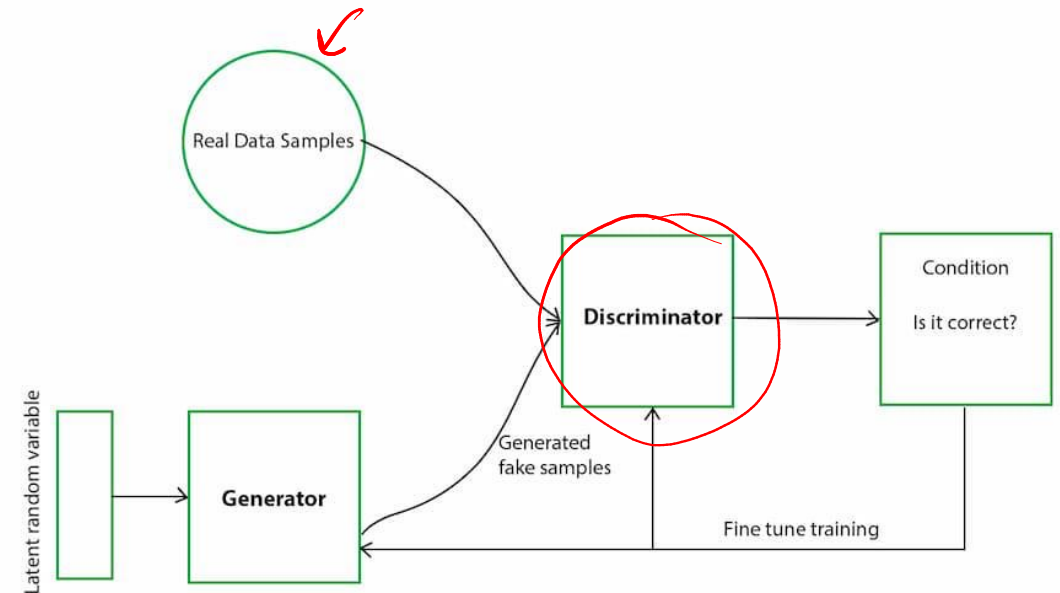 Real Data Samples
Condition
Discriminator
Is it correct?
Latent random variable
Generator
Generated
fake samples
Fine tune training